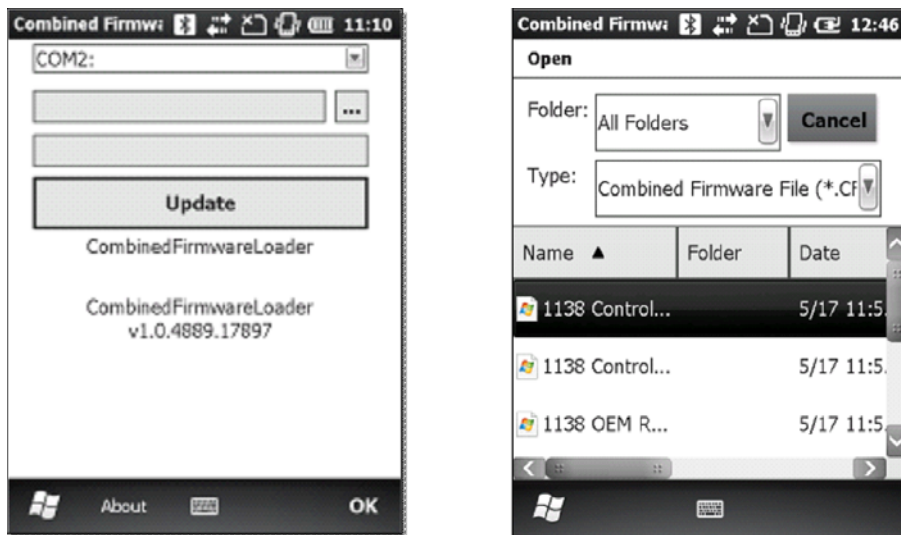 Combined Firmwa 11:10
COM2:
...
Update
CombinedFirmwareLoader
CombinedFirmwareLoader
v1.0.4889.17897
About OK
Combined Firmwa 12:46
Open
Folder: All Folders Cancel
Type: Combined Firmware File (*.CF
Name ▲ Folder Date
1138 Control... 5/17 11:5.
1138 Control... 5/17 11:5.
1138 OEM R... 5/17 11:5.